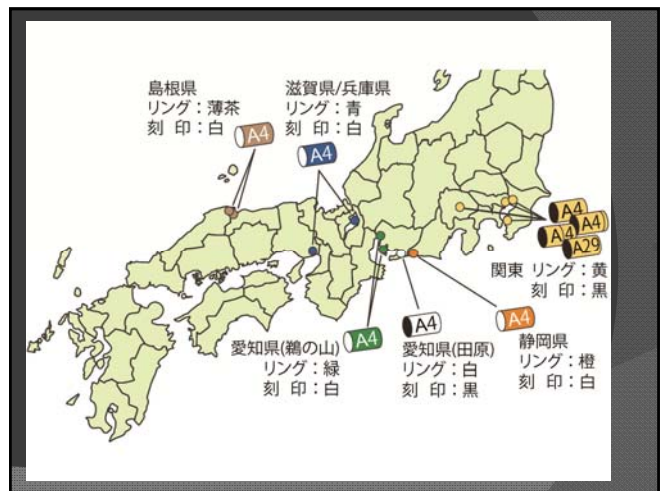 島根県
リング：薄茶
刻 印：白
A4
滋賀県/兵庫県
リング：青
刻 印：白
A4
A4
A4
A4
A29
関東 リング：黄
刻 印：黒
愛知県(鵜の山)
リング：緑
刻 印：白
A4
A4
愛知県(田原)
リング：白
刻 印：黒
A4
静岡県
リング：橙
刻 印：白